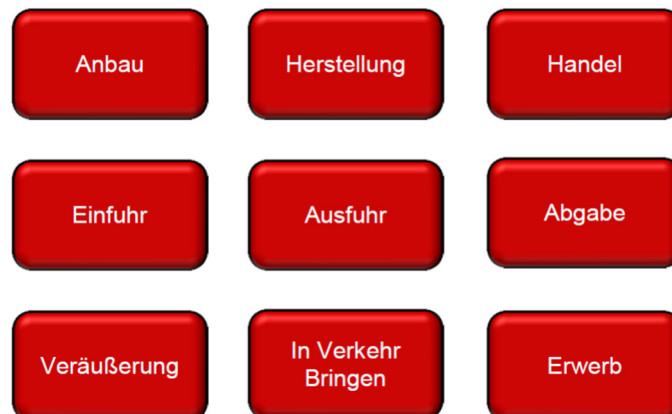 Anbau
Herstellung
Handel
Einfuhr
Ausfuhr
Abgabe
Veräußerung
In Verkehr
Bringen
Erwerb